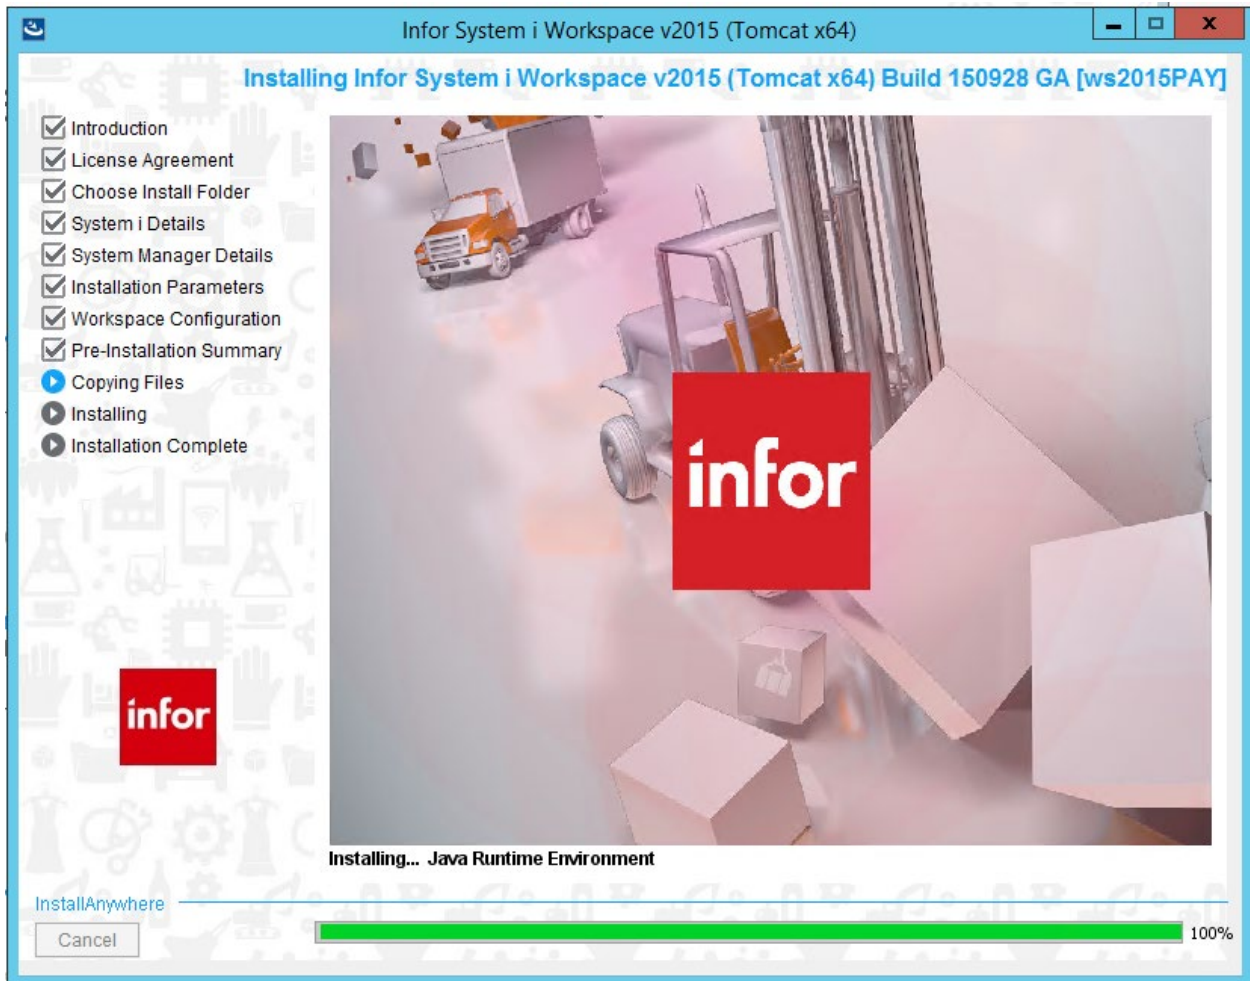 Infor System i Workspace v2015 (Tomcat x64)
Installing Infor System i Workspace v2015 (Tomcat x64) Build 150928 GA [ws2015PAY]
Introduction
License Agreement
Choose Install Folder
System i Details
System Manager Details
Installation Parameters
Workspace Configuration
Pre-Installation Summary
Copying Files
Installing
Installation Complete
infor
infor
Installing... Java Runtime Environment
InstallAnywhere
Cancel
100%